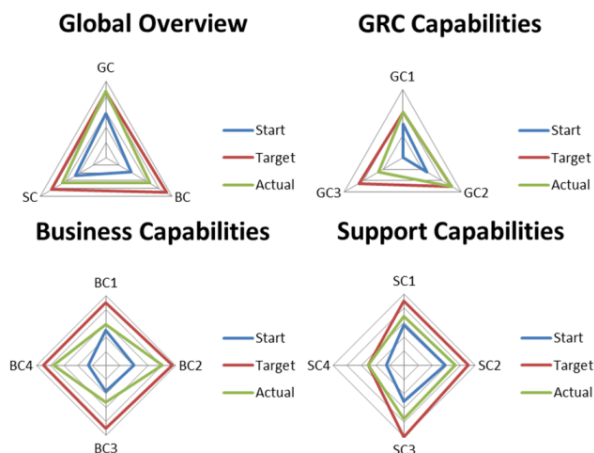 Global Overview
GC
SC
BC
Start
Target
Actual
GRC Capabilities
GC1
GC3
GC2
Start
Target
Actual
Business Capabilities
BC1
BC4
BC2
BC3
Start
Target
Actual
Support Capabilities
SC1
SC4
SC2
SC3
Start
Target
Actual